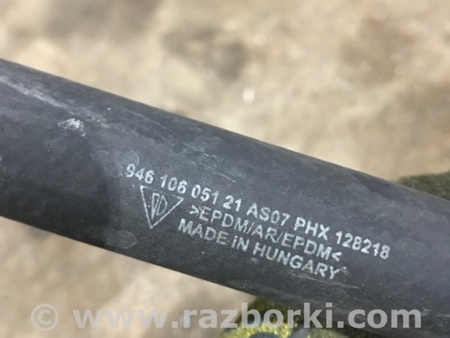 946 106 051 21 AS07 PHX 128218
>EPDM/AR/EPDM<
MADE iN HUNGARY
© www.razborki.com/